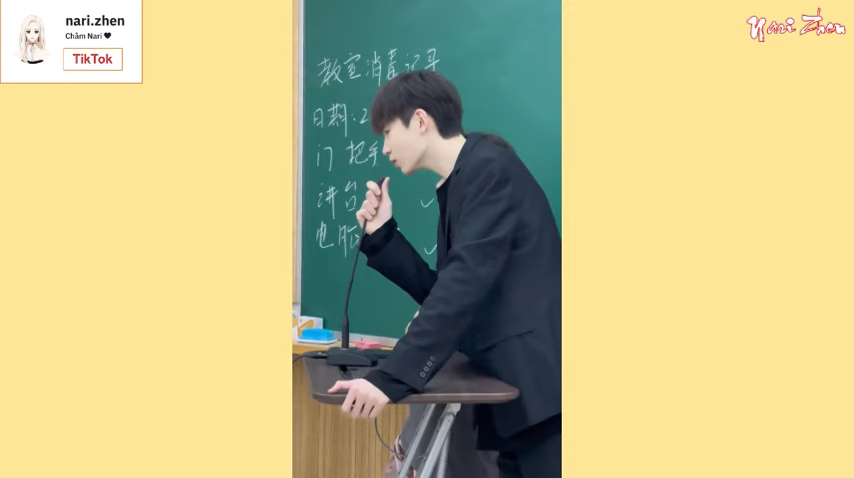 nari.zhen
Chăm Nari 🖤
TikTok
Nari Zhen
教室消毒记录
日期:2
门 把手
讲台
电脑